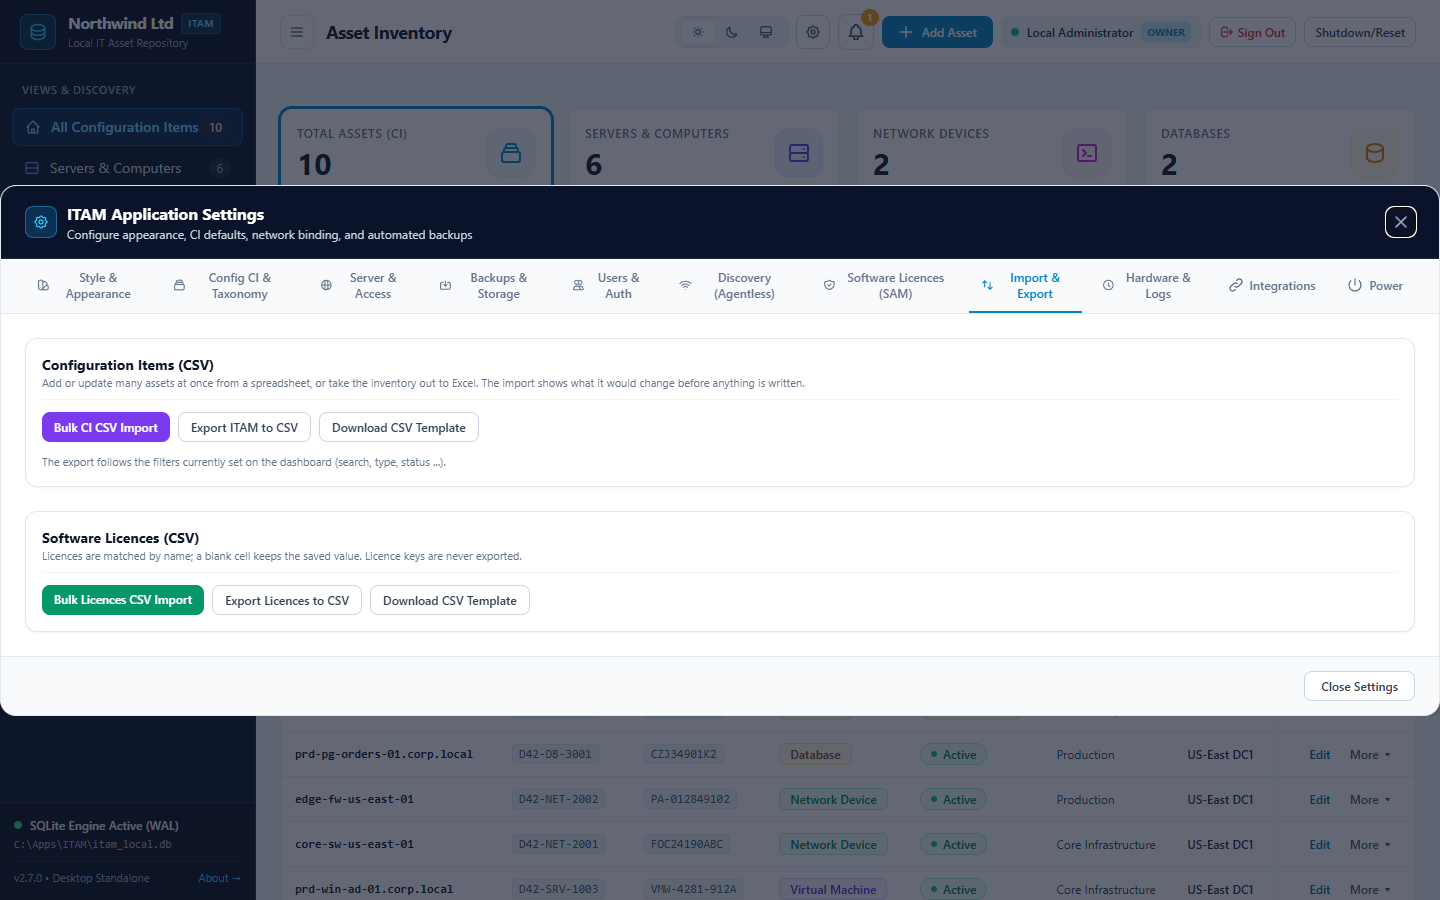 Northwind Ltd ITAM
Local IT Asset Repository
Asset Inventory
1
Add Asset
Local Administrator OWNER
Sign Out
Shutdown/Reset
VIEWS & DISCOVERY
All Configuration Items 10
Servers & Computers 6
TOTAL ASSETS (CI)
10
SERVERS & COMPUTERS
6
NETWORK DEVICES
2
DATABASES
2
ITAM Application Settings
Configure appearance, CI defaults, network binding, and automated backups
Style &
Appearance
Config CI &
Taxonomy
Server &
Access
Backups &
Storage
Users &
Auth
Discovery
(Agentless)
Software Licences
(SAM)
Import &
Export
Hardware &
Logs
Integrations
Power
Configuration Items (CSV)
Add or update many assets at once from a spreadsheet, or take the inventory out to Excel. The import shows what it would change before anything is written.
Bulk CI CSV Import Export ITAM to CSV Download CSV Template
The export follows the filters currently set on the dashboard (search, type, status ...).
Software Licences (CSV)
Licences are matched by name; a blank cell keeps the saved value. Licence keys are never exported.
Bulk Licences CSV Import Export Licences to CSV Download CSV Template
Close Settings
prd-pg-orders-01.corp.local D42-DB-3001 CZJ34901K2 Database Active Production US-East DC1 Edit More
edge-fw-us-east-01 D42-NET-2002 PA-012849102 Network Device Active Production US-East DC1 Edit More
core-sw-us-east-01 D42-NET-2001 FOC24190ABC Network Device Active Core Infrastructure US-East DC1 Edit More
prd-win-ad-01.corp.local D42-SRV-1003 VMW-4281-912A Virtual Machine Active Core Infrastructure US-East DC1 Edit More
SQLite Engine Active (WAL)
C:\Apps\ITAM\itam_local.db
v2.7.0 • Desktop Standalone About →